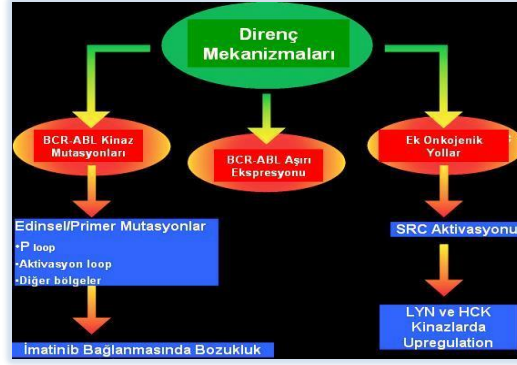 Direnç
Mekanizmaları
BCR-ABL Kinaz
Mutasyonları
BCR-ABL Aşırı
Ekspresyonu
Ek Onkojenik
Yollar
Edinsel/Primer Mutasyonlar
•P loop
•Aktivasyon loop
•Diğer bölgeler
İmatinib Bağlanmasında Bozukluk
SRC Aktivasyonu
LYN ve HCK
Kinazlarda
Upregulation